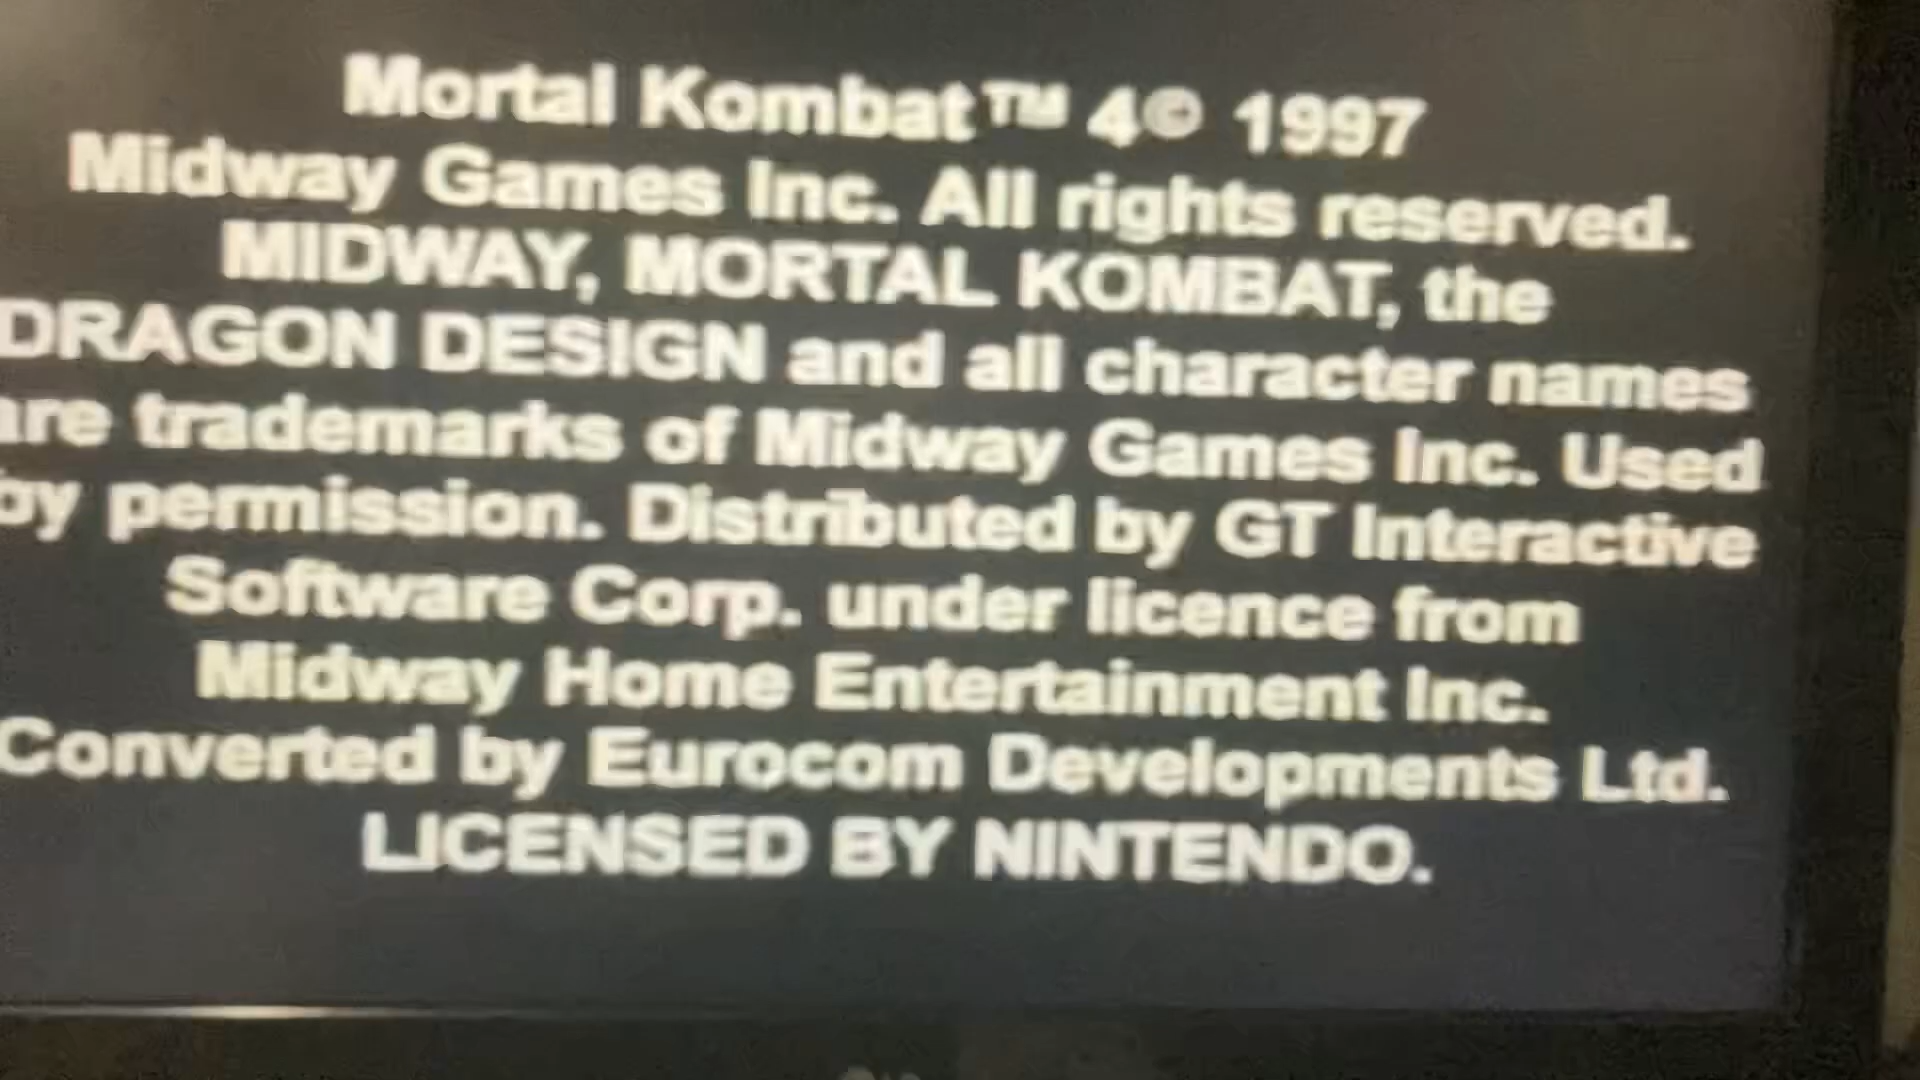 Mortal Kombat™ 4© 1997
Midway Games Inc. All rights reserved.
MIDWAY, MORTAL KOMBAT, the
DRAGON DESIGN and all character names
are trademarks of Midway Games Inc. Used
by permission. Distributed by GT Interactive
Software Corp. under licence from
Midway Home Entertainment Inc.
Converted by Eurocom Developments Ltd.
LICENSED BY NINTENDO.